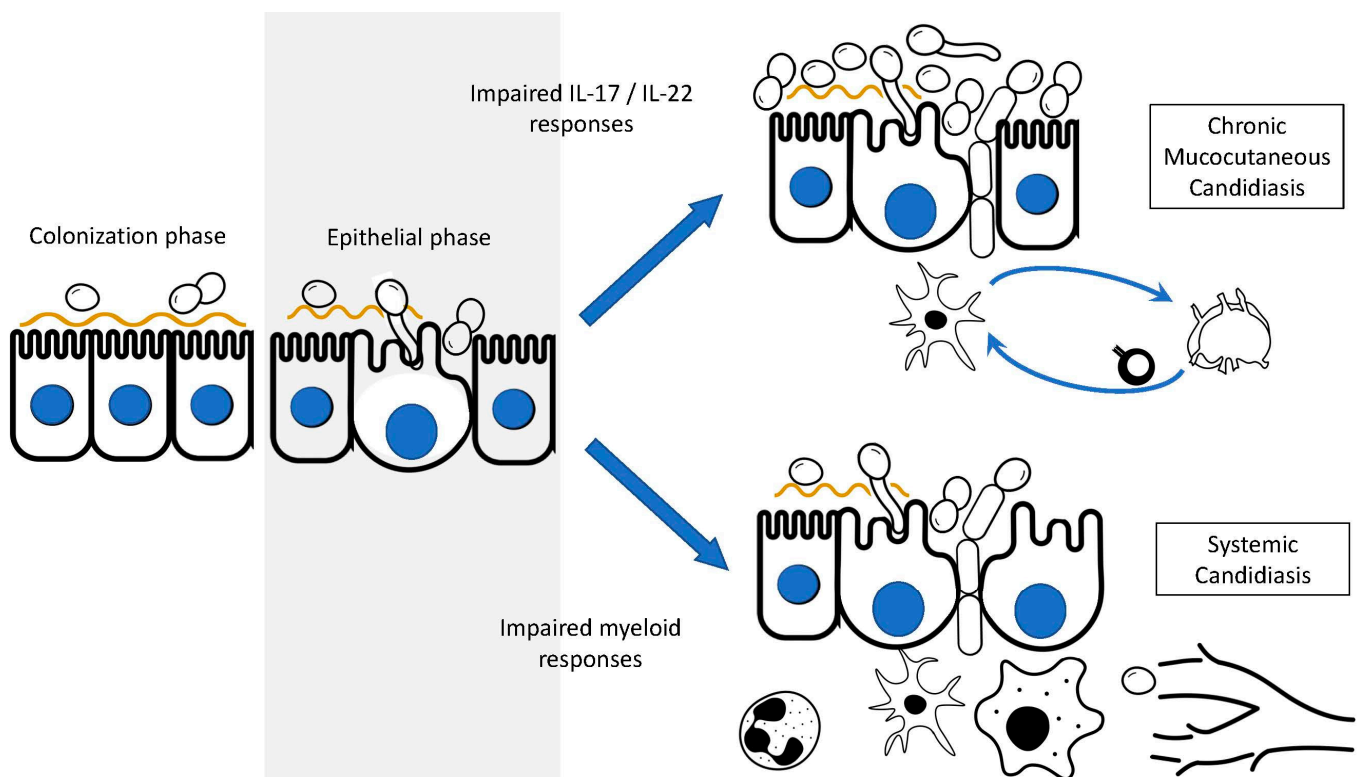 Colonization phase
Epithelial phase
Impaired IL-17 / IL-22
responses
Chronic
Mucocutaneous
Candidiasis
Impaired myeloid
responses
Systemic
Candidiasis